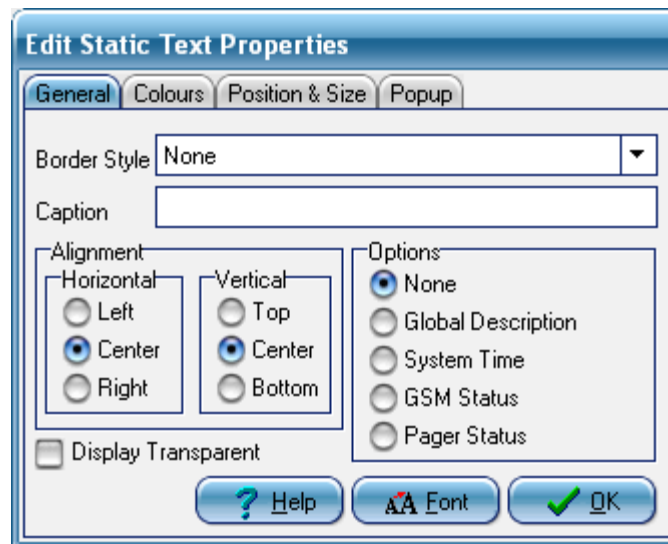 Edit Static Text Properties
General Colours Position & Size Popup
Border Style None
Caption
Alignment
Horizontal
Left
Center
Right
Vertical
Top
Center
Bottom
Options
None
Global Description
System Time
GSM Status
Pager Status
Display Transparent
Help Font OK